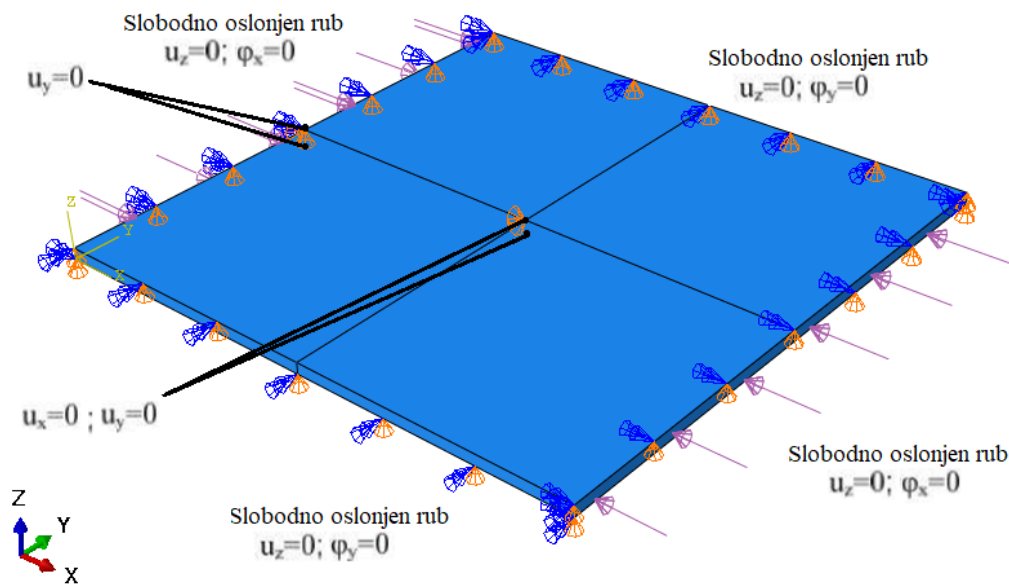 Slobodno oslonjen rub
u_z=0; φ_x=0
Slobodno oslonjen rub
u_z=0; φ_y=0
u_y=0
Z
Y
X
u_x=0 ; u_y=0
Slobodno oslonjen rub
u_z=0; φ_x=0
Slobodno oslonjen rub
u_z=0; φ_y=0
Z
Y
X